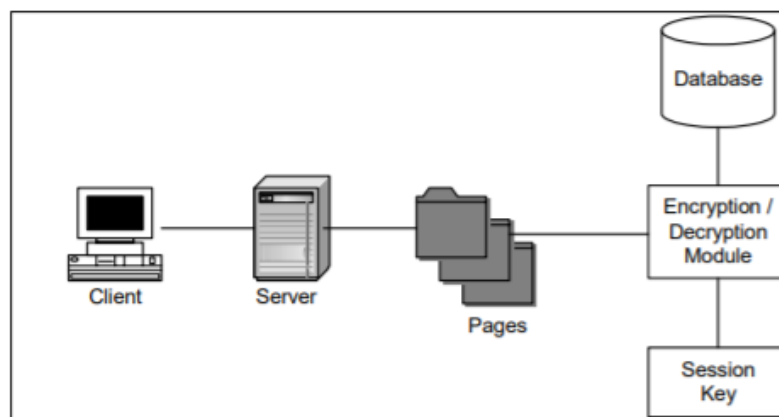 Database
Encryption /
Decryption
Module
Client
Server
Pages
Session
Key